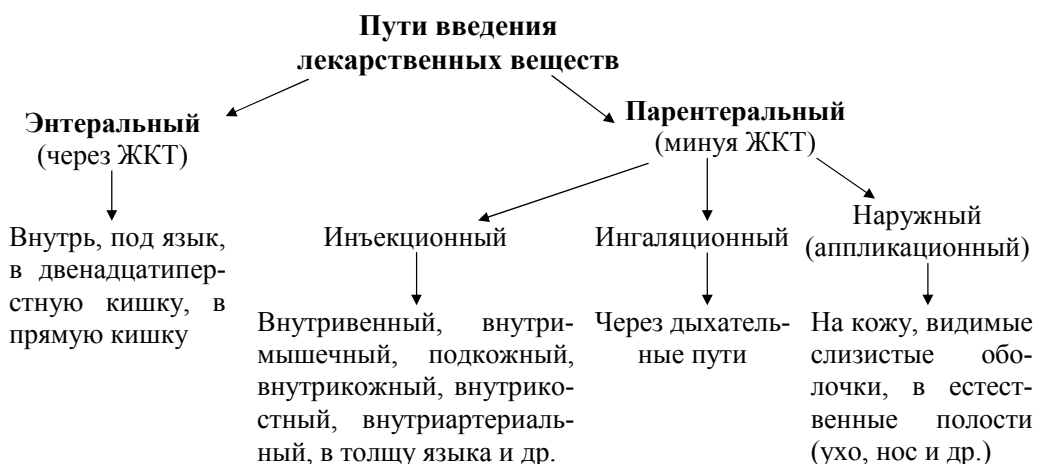 Пути введения
лекарственных веществ
Энтеральный
(через ЖКТ)
Парентеральный
(минуя ЖКТ)
Внутрь, под язык,
в двенадцатипер-
стную кишку, в
прямую кишку
Инъекционный
Ингаляционный
Наружный
(аппликационный)
Внутривенный, внутри-
мышечный, подкожный,
внутрикожный, внутрико-
стный, внутриартериаль-
ный, в толщу языка и др.
Через дыхатель-
ные пути
На кожу, видимые
слизистые обо-
лочки, в естест-
венные полости
(ухо, нос и др.)